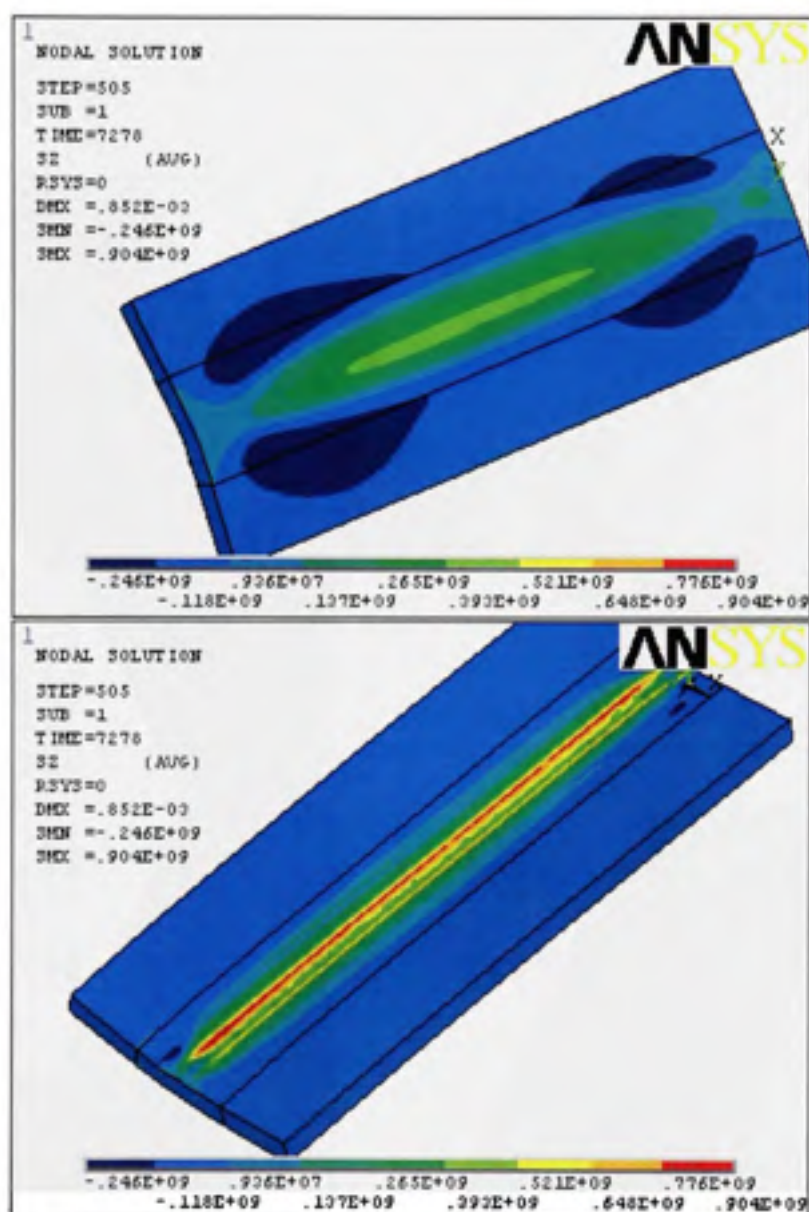 1
ANSYS
NODAL SOLUTION
STEP=505
SUB =1
TIME=7278
SZ (AVG)
RSYS=0
DMX =.852E-03
SMN =-.246E+09
SMX =.904E+09
X
Y
-.246E+09 .936E+07 .265E+09 .521E+09 .776E+09
-.118E+09 .137E+09 .393E+09 .648E+09 .904E+09
1
ANSYS
NODAL SOLUTION
STEP=505
SUB =1
TIME=7278
SZ (AVG)
RSYS=0
DMX =.852E-03
SMN =-.246E+09
SMX =.904E+09
-.246E+09 .936E+07 .265E+09 .521E+09 .776E+09
-.118E+09 .137E+09 .393E+09 .648E+09 .904E+09